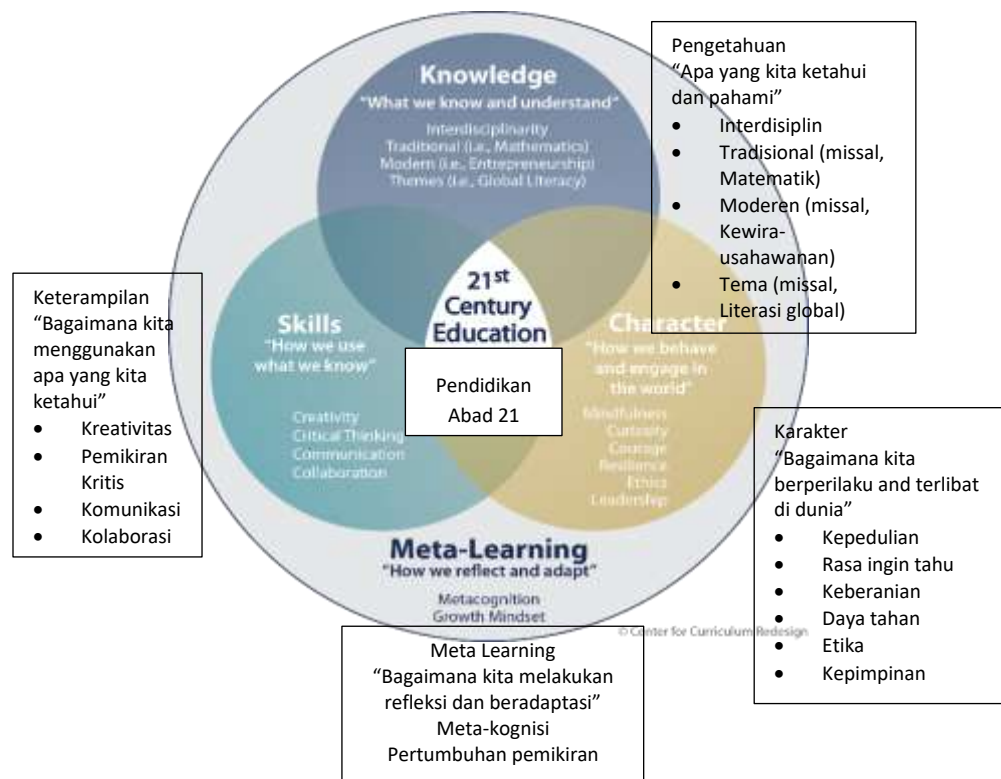 Knowledge
"What we know and understand"
Interdisciplinarity
Traditional (i.e., Mathematics)
Modern (i.e., Entrepreneurship)
Themes (i.e., Global Literacy)
Pengetahuan
“Apa yang kita ketahui
dan pahami”
• Interdisiplin
• Tradisional (missal,
Matematik)
• Moderen (missal,
Kewira-
usahawanan)
• Tema (missal,
Literasi global)
Keterampilan
“Bagaimana kita
menggunakan
apa yang kita
ketahui”
• Kreativitas
• Pemikiran
Kritis
• Komunikasi
• Kolaborasi
Skills
"How we use
what we know"
Creativity
Critical Thinking
Communication
Collaboration
21st
Century
Education
Pendidikan
Abad 21
Character
"How we behave
and engage in
the world"
Mindfulness
Curiosity
Courage
Resilience
Ethics
Leadership
Karakter
“Bagaimana kita
berperilaku and terlibat
di dunia”
• Kepedulian
• Rasa ingin tahu
• Keberanian
• Daya tahan
• Etika
• Kepimpinan
Meta-Learning
"How we reflect and adapt"
Metacognition
Growth Mindset
© Center for Curriculum Redesign
Meta Learning
“Bagaimana kita melakukan
refleksi dan beradaptasi”
Meta-kognisi
Pertumbuhan pemikiran